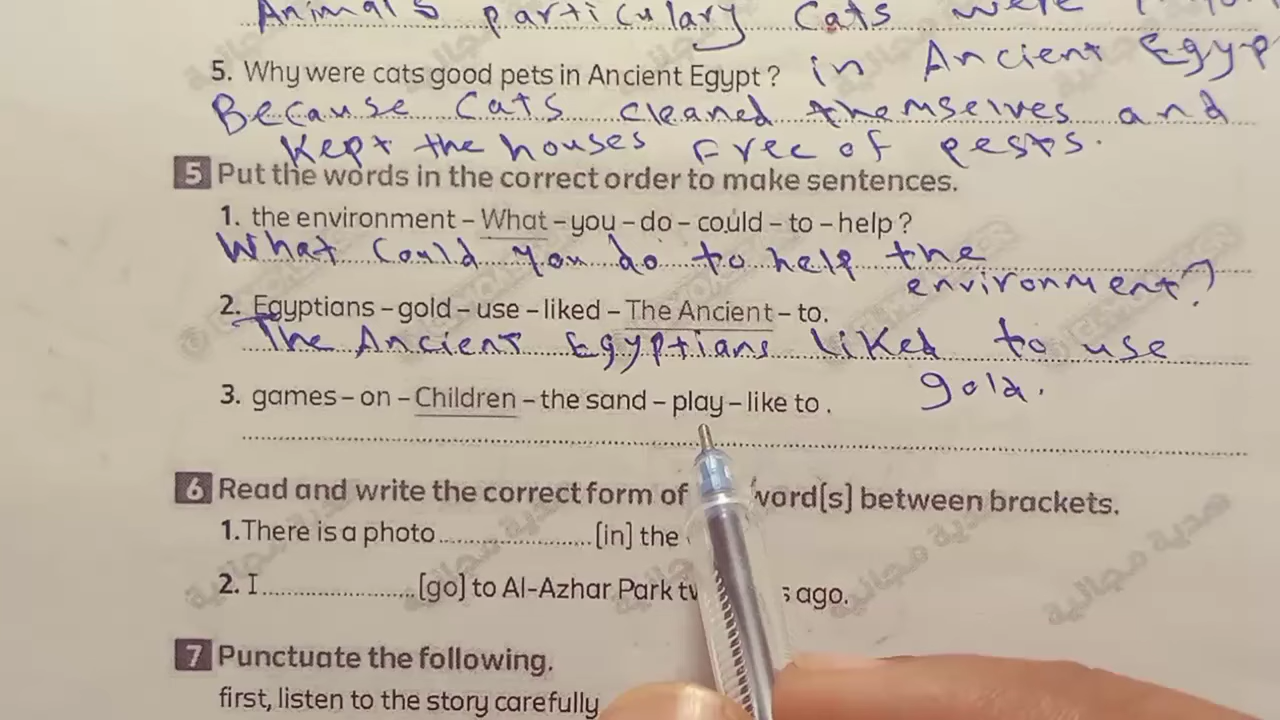 Animals particulary Cats were
5. Why were cats good pets in Ancient Egypt ? in Ancient Egyp
Because Cats cleaned themselves and
Kept the houses free of pests.
5 Put the words in the correct order to make sentences.
1. the environment – What – you – do – could – to – help ?
What Could you do to help the
environment?
2. Egyptians – gold – use – liked – The Ancient – to.
The Ancient Egyptians liked to use
gold.
3. games – on – Children – the sand – play – like to .
6 Read and write the correct form of word[s] between brackets.
1.There is a photo ........................ [in] the
2. I ........................ [go] to Al-Azhar Park tw s ago.
7 Punctuate the following.
first, listen to the story carefully
هدية مجانية